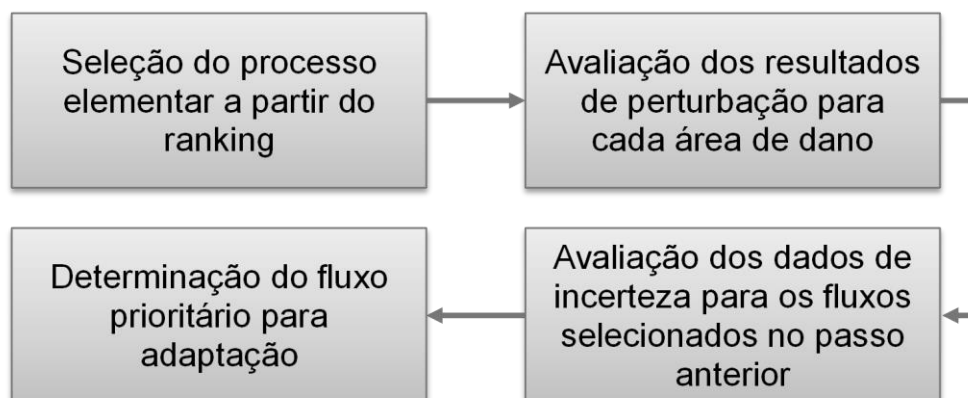 Seleção do processo
elementar a partir do
ranking
Avaliação dos resultados
de perturbação para
cada área de dano
Avaliação dos dados de
incerteza para os fluxos
selecionados no passo
anterior
Determinação do fluxo
prioritário para
adaptação